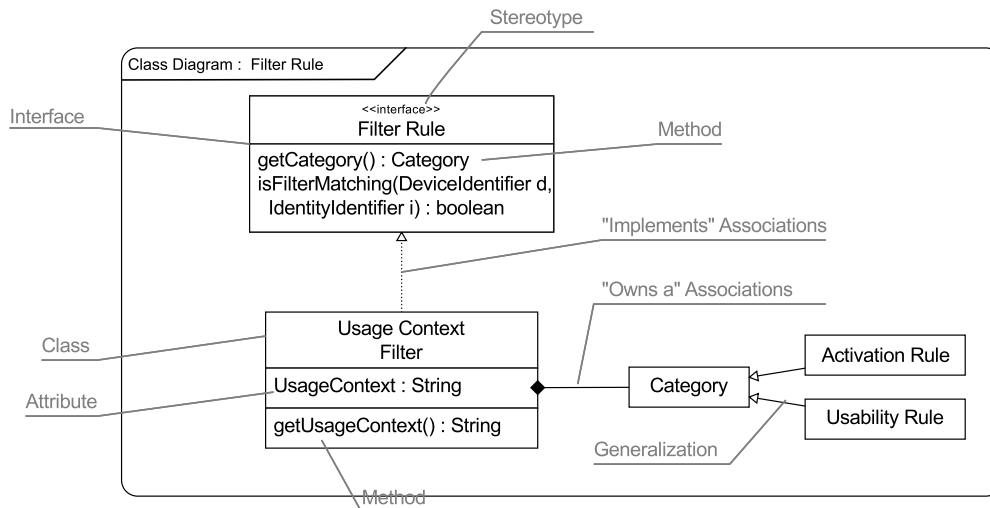 Stereotype
Class Diagram :  Filter Rule
Interface
<<interface>>
Filter Rule
Method
getCategory() : Category
isFilterMatching(DeviceIdentifier d,
IdentityIdentifier i) : boolean
"Implements" Associations
"Owns a" Associations
Class
Usage Context
Filter
Attribute
UsageContext : String
getUsageContext() : String
Category
Activation Rule
Usability Rule
Generalization
Method